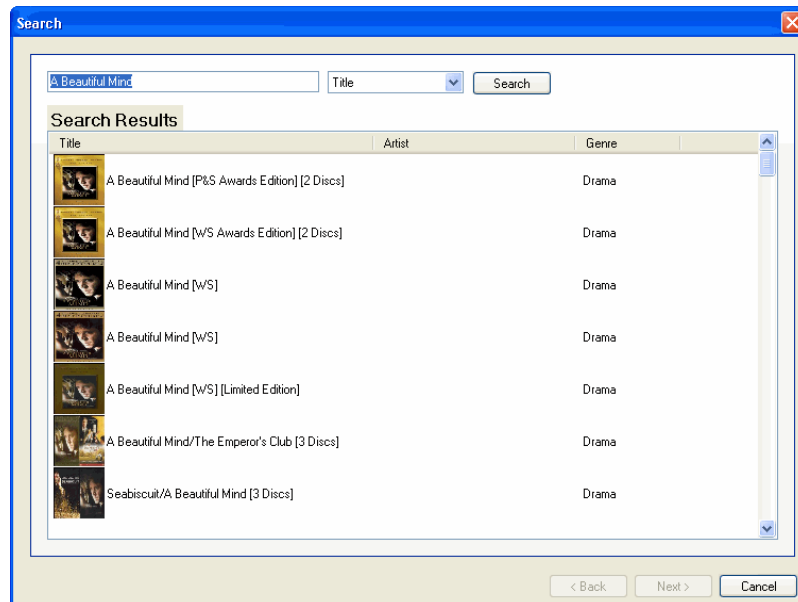 Search
A Beautiful Mind Title Search
Search Results
Title Artist Genre
A Beautiful Mind [P&S Awards Edition] [2 Discs] Drama
A Beautiful Mind [WS Awards Edition] [2 Discs] Drama
A Beautiful Mind [WS] Drama
A Beautiful Mind [WS] Drama
A Beautiful Mind [WS] [Limited Edition] Drama
A Beautiful Mind/The Emperor's Club [3 Discs] Drama
Seabiscuit/A Beautiful Mind [3 Discs] Drama
< Back Next > Cancel